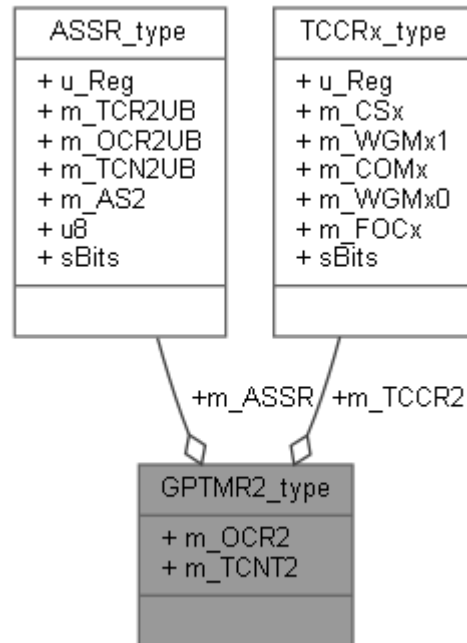 ASSR_type
+ u_Reg
+ m_TCR2UB
+ m_OCR2UB
+ m_TCN2UB
+ m_AS2
+ u8
+ sBits
TCCRx_type
+ u_Reg
+ m_CSx
+ m_WGMx1
+ m_COMx
+ m_WGMx0
+ m_FOCx
+ sBits
+m_ASSR
+m_TCCR2
GPTMR2_type
+ m_OCR2
+ m_TCNT2